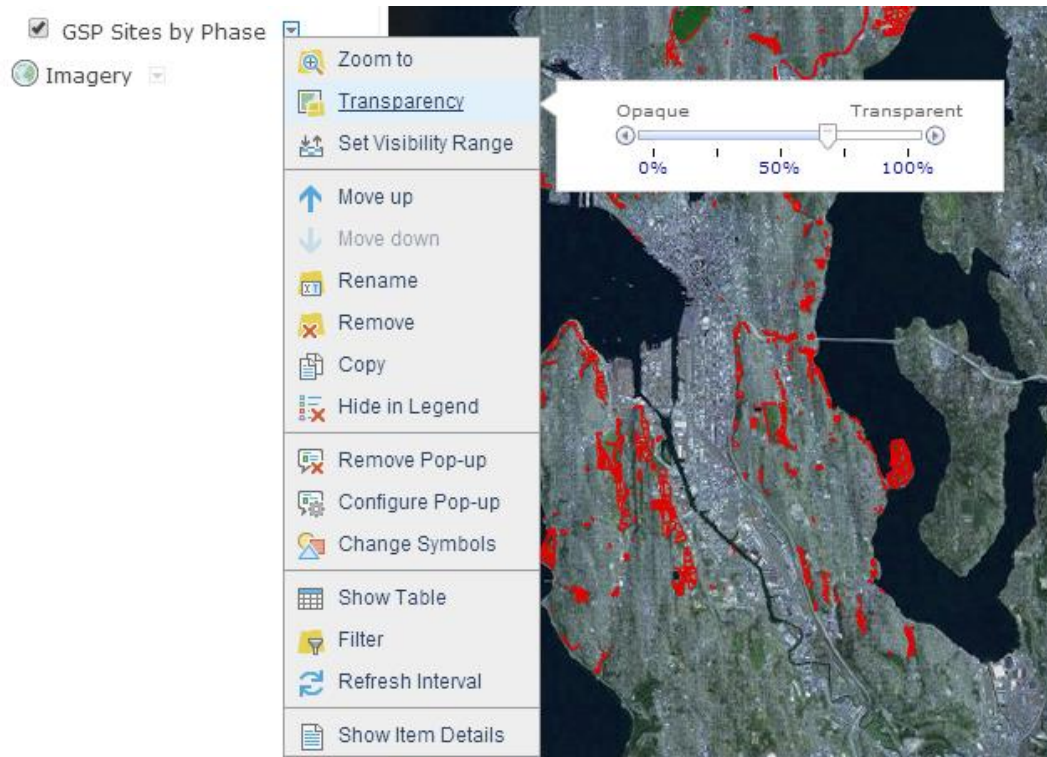 GSP Sites by Phase
Imagery
Zoom to
Transparency
Set Visibility Range
Move up
Move down
Rename
Remove
Copy
Hide in Legend
Remove Pop-up
Configure Pop-up
Change Symbols
Show Table
Filter
Refresh Interval
Show Item Details
Opaque Transparent
0% 50% 100%